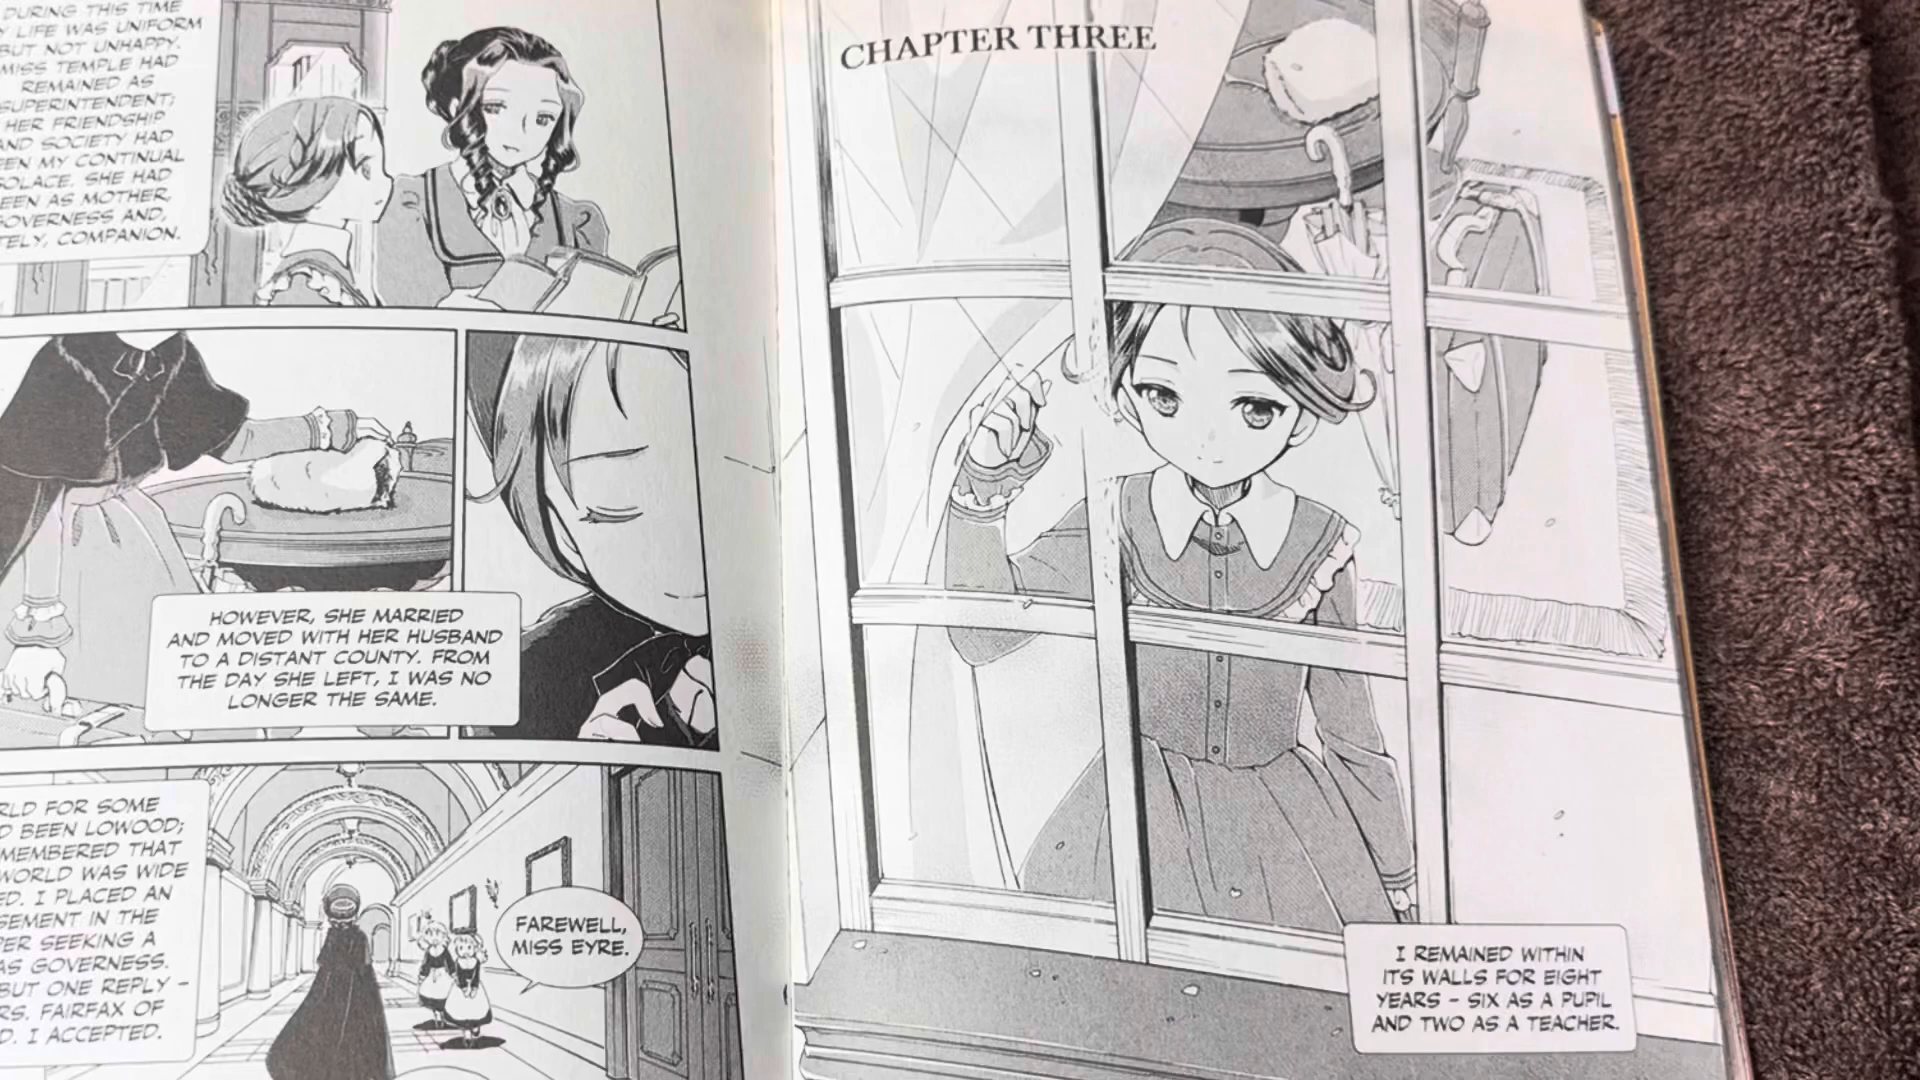 CHAPTER THREE
I REMAINED WITHIN
ITS WALLS FOR EIGHT
YEARS – SIX AS A PUPIL
AND TWO AS A TEACHER.
DURING THIS TIME
LIFE WAS UNIFORM
BUT NOT UNHAPPY.
MISS TEMPLE HAD
REMAINED AS
SUPERINTENDENT;
HER FRIENDSHIP
AND SOCIETY HAD
MY CONTINUAL
SOLACE. SHE HAD
AS MOTHER,
GOVERNESS AND,
COMPANION.
HOWEVER, SHE MARRIED
AND MOVED WITH HER HUSBAND
TO A DISTANT COUNTY. FROM
THE DAY SHE LEFT, I WAS NO
LONGER THE SAME.
FOR SOME
BEEN LOWOOD;
THAT
WORLD WAS WIDE
I PLACED AN
IN THE
SEEKING A
AS GOVERNESS.
BUT ONE REPLY –
FAIRFAX OF
I ACCEPTED.
FAREWELL,
MISS EYRE.